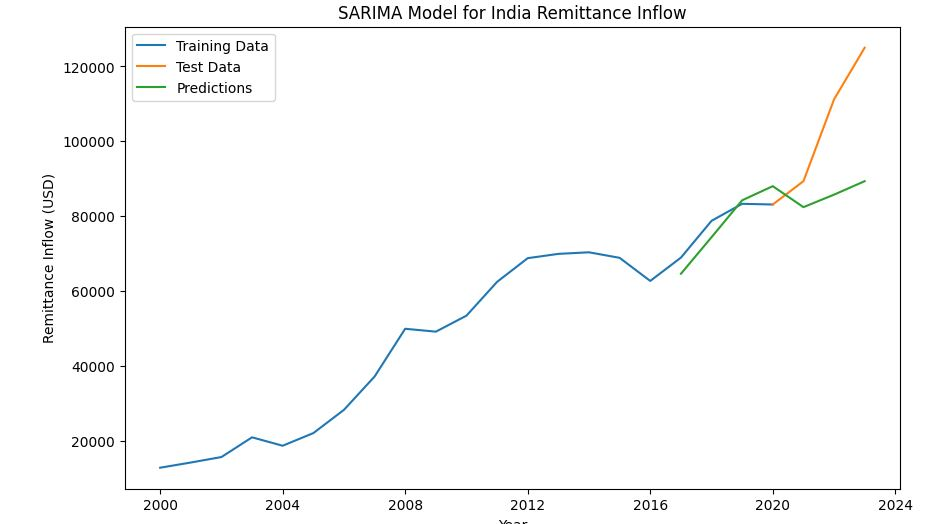 SARIMA Model for India Remittance Inflow
Training Data
Test Data
Predictions
120000
100000
80000
60000
40000
20000
Remittance Inflow (USD)
2000 2004 2008 2012 2016 2020 2024
Year